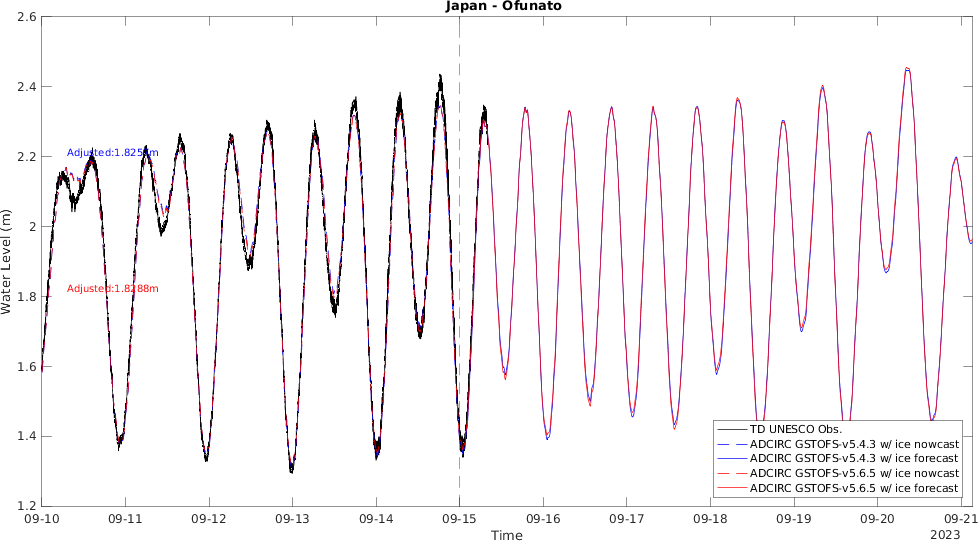 Japan - Ofunato
2.6
2.4
2.2
2
1.8
1.6
1.4
1.2
Water Level (m)
Adjusted:1.8288m
TD UNESCO Obs.
ADCIRC GSTOFS-v5.4.3 w/ ice nowcast
ADCIRC GSTOFS-v5.4.3 w/ ice forecast
ADCIRC GSTOFS-v5.6.5 w/ ice nowcast
ADCIRC GSTOFS-v5.6.5 w/ ice forecast
09-10 09-11 09-12 09-13 09-14 09-15 09-16 09-17 09-18 09-19 09-20 09-21
Time
2023